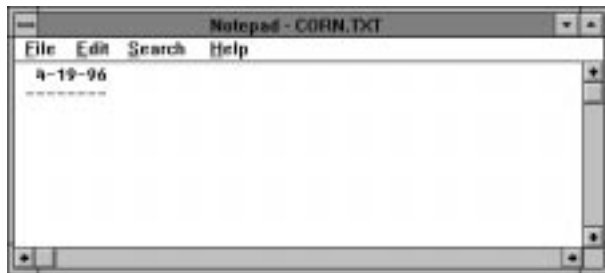 Notepad - CORN.TXT
File Edit Search Help
4-19-96
--------